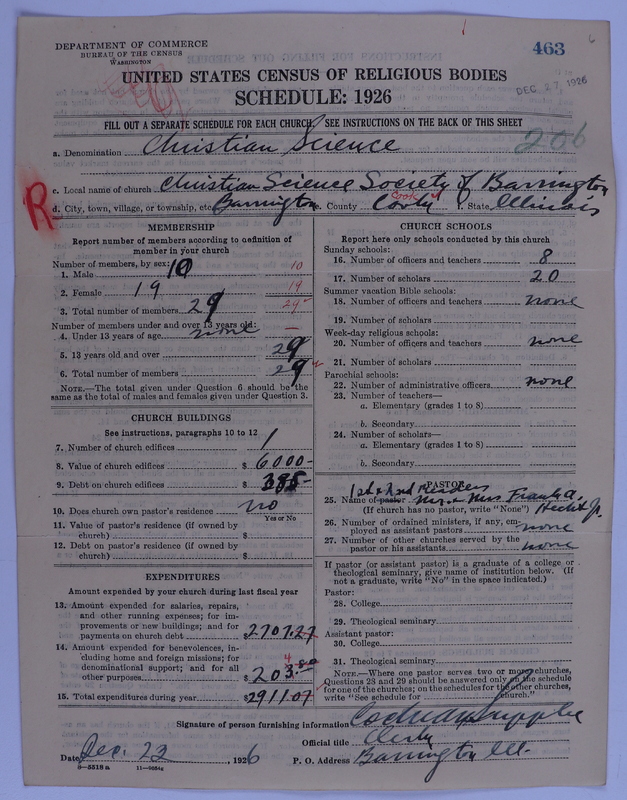 DEPARTMENT OF COMMERCE
BUREAU OF THE CENSUS
WASHINGTON
463
6
DEC 27, 1926
UNITED STATES CENSUS OF RELIGIOUS BODIES
SCHEDULE: 1926
FILL OUT A SEPARATE SCHEDULE FOR EACH CHURCH. SEE INSTRUCTIONS ON THE BACK OF THIS SHEET
206
a. Denomination Christian Science
c. Local name of church Christian Science Society of Barrington
R
d. City, town, village, or township, etc. Barrington e. County Cook f. State Illinois
MEMBERSHIP
Report number of members according to definition of member in your church
Number of members, by sex:
1. Male 10 10
2. Female 19 19
3. Total number of members 29 29
Number of members under and over 13 years old:
4. Under 13 years of age none —
5. 13 years old and over 29
6. Total number of members 29
NOTE.—The total given under Question 6 should be the
same as the total of males and females given under Question 3.
CHURCH BUILDINGS
See instructions, paragraphs 10 to 12
7. Number of church edifices 1
8. Value of church edifices $ 6000-
9. Debt on church edifices $ 385-
10. Does church own pastor's residence no
Yes or No
11. Value of pastor's residence (if owned by
church) $
12. Debt on pastor's residence (if owned by
church) $
EXPENDITURES
Amount expended by your church during last fiscal year
13. Amount expended for salaries, repairs,
and other running expenses; for im-
provements or new buildings; and for
payments on church debt $ 2707.27
14. Amount expended for benevolences, in-
cluding home and foreign missions; for
denominational support; and for all
other purposes $ 203.80
4
15. Total expenditures during year $ 2911.07
CHURCH SCHOOLS
Report here only schools conducted by this church
Sunday schools:
16. Number of officers and teachers 8
17. Number of scholars 20
Summer vacation Bible schools:
18. Number of officers and teachers none
19. Number of scholars
Week-day religious schools:
20. Number of officers and teachers none
21. Number of scholars
Parochial schools:
22. Number of administrative officers none
23. Number of teachers—
a. Elementary (grades 1 to 8)
b. Secondary
24. Number of scholars—
a. Elementary (grades 1 to 8)
b. Secondary
PASTOR
1st & 2nd Readers
25. Name of pastor Mr. & Mrs Frank A.
(If church has no pastor, write "None") Hecht Jr.
26. Number of ordained ministers, if any, em-
ployed as assistant pastors none
27. Number of other churches served by the
pastor or his assistants none
If pastor (or assistant pastor) is a graduate of a college or
theological seminary, give name of institution below. (If
not a graduate, write "No" in the space indicated.)
Pastor:
28. College
29. Theological seminary
Assistant pastor:
30. College
31. Theological seminary
NOTE.—Where one pastor serves two or more churches,
Questions 28 and 29 should be answered only on the schedule
for one of the churches; on the schedules for the other churches,
write "See schedule for church."
Signature of person furnishing information
Official title Clerk
Date Dec. 23, 1926 P. O. Address Barrington Ill.
8—5518 a 11—9054g